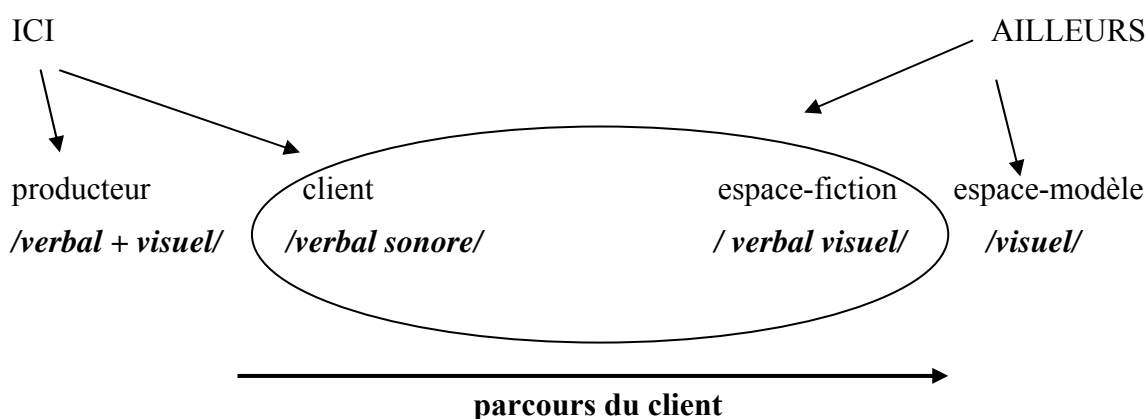 ICI AILLEURS
producteur client espace-fiction espace-modèle
/verbal + visuel/ /verbal sonore/ / verbal visuel/ /visuel/
parcours du client